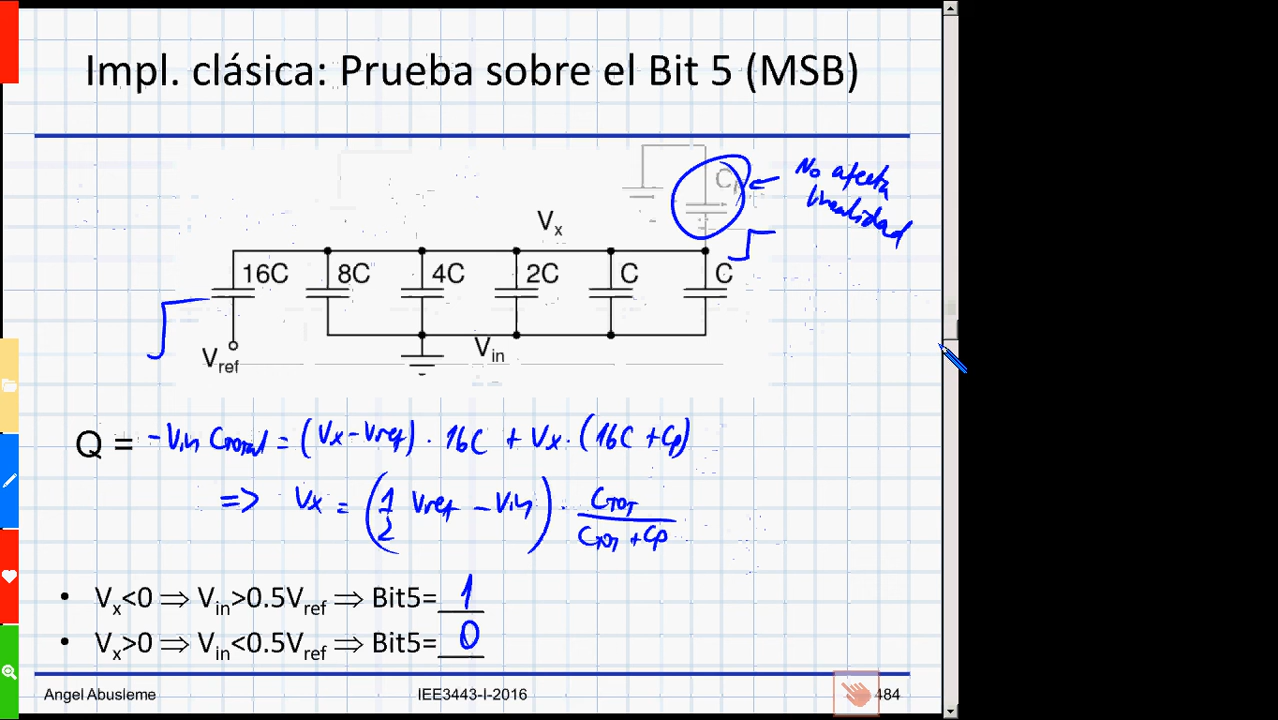 Impl. clásica: Prueba sobre el Bit 5 (MSB)
No afecta
linealidad
Vx
16C 8C 4C 2C C C
Vref
Vin
Q = -Vin Ctotal = (Vx - Vref) · 16C + Vx · (16C + Cp)
=> Vx = (1/2 Vref - Vin) · CTOT / (CTOT + Cp)
• Vx<0 ⇒ Vin>0.5Vref ⇒ Bit5= 1
• Vx>0 ⇒ Vin<0.5Vref ⇒ Bit5= 0
Angel Abusleme IEE3443-I-2016 484